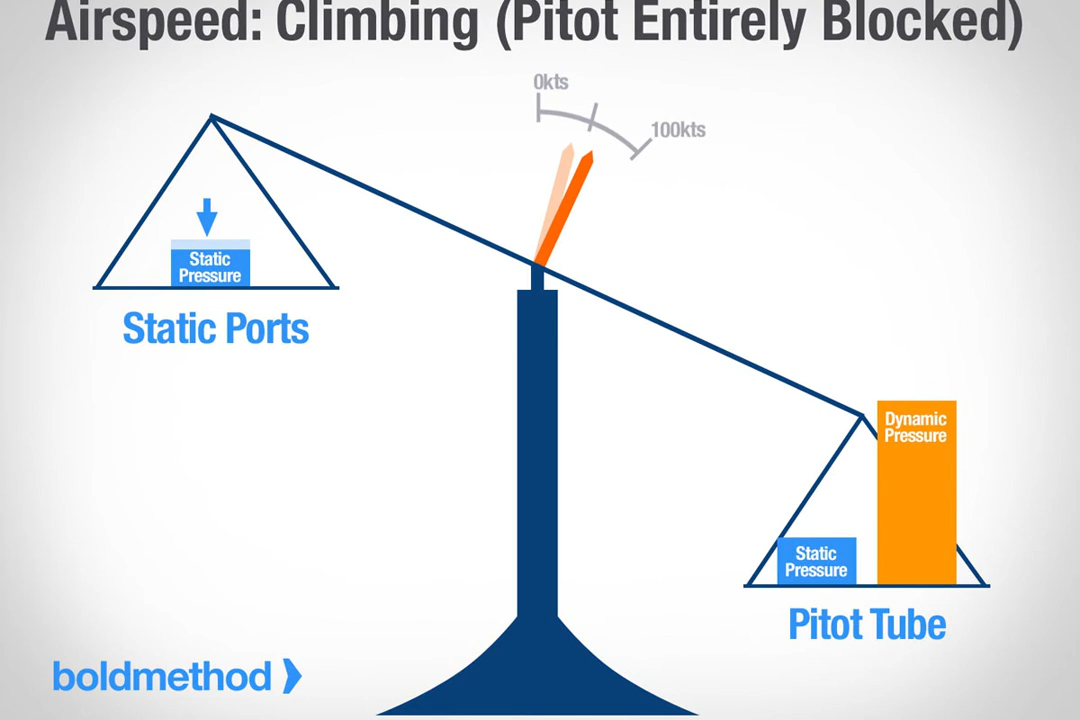 Airspeed: Climbing (Pitot Entirely Blocked)
0kts
100kts
Static
Pressure
Static Ports
Dynamic
Pressure
Static
Pressure
Pitot Tube
boldmethod